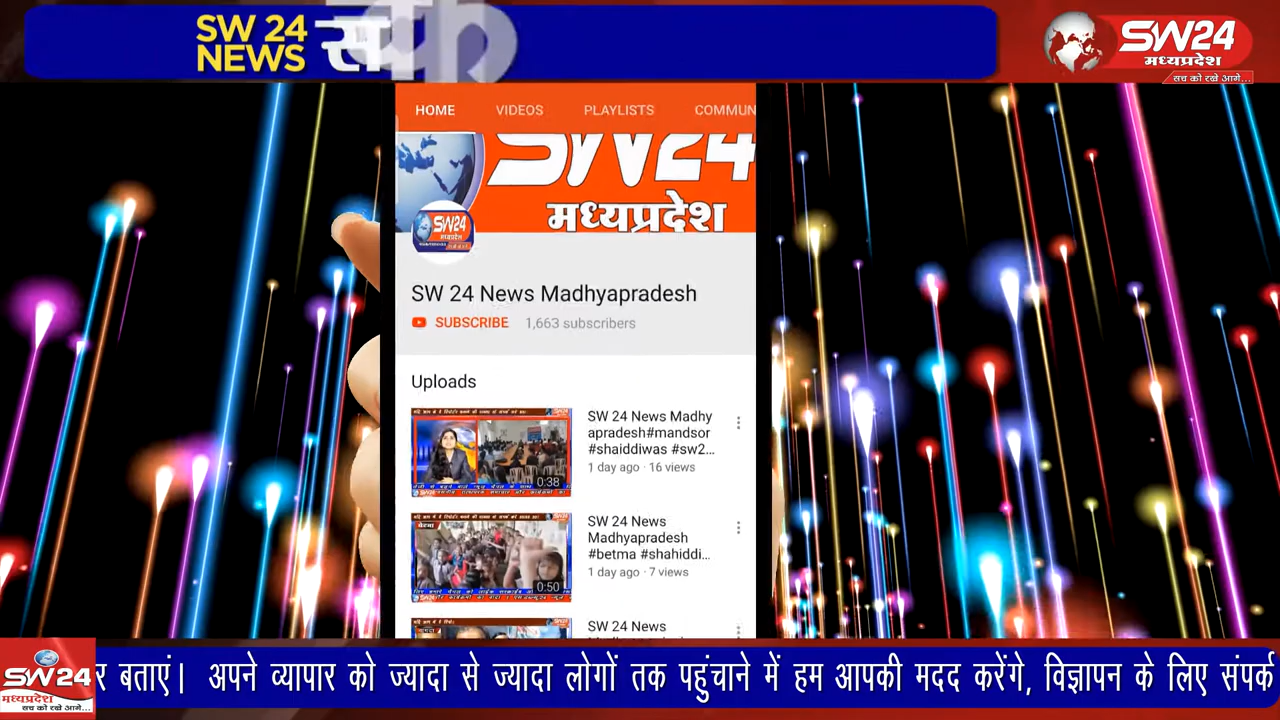 SW 24
NEWS
SW24
मध्यप्रदेश
सच को रखे आगे...
HOME VIDEOS PLAYLISTS COMMUN
SW24
मध्यप्रदेश
SW24
SW 24 News Madhyapradesh
SUBSCRIBE 1,663 subscribers
Uploads
SW 24 News Madhy
apradesh#mandsor
#shaiddiwas #sw2...
1 day ago · 16 views
0:38
SW 24 News
Madhyapradesh
#betma #shahiddi...
1 day ago · 7 views
0:50
SW 24 News
SW24
मध्यप्रदेश
सच को रखे आगे...
र बताएं। अपने व्यापार को ज्यादा से ज्यादा लोगों तक पहुंचाने में हम आपकी मदद करेंगे, विज्ञापन के लिए संपर्क